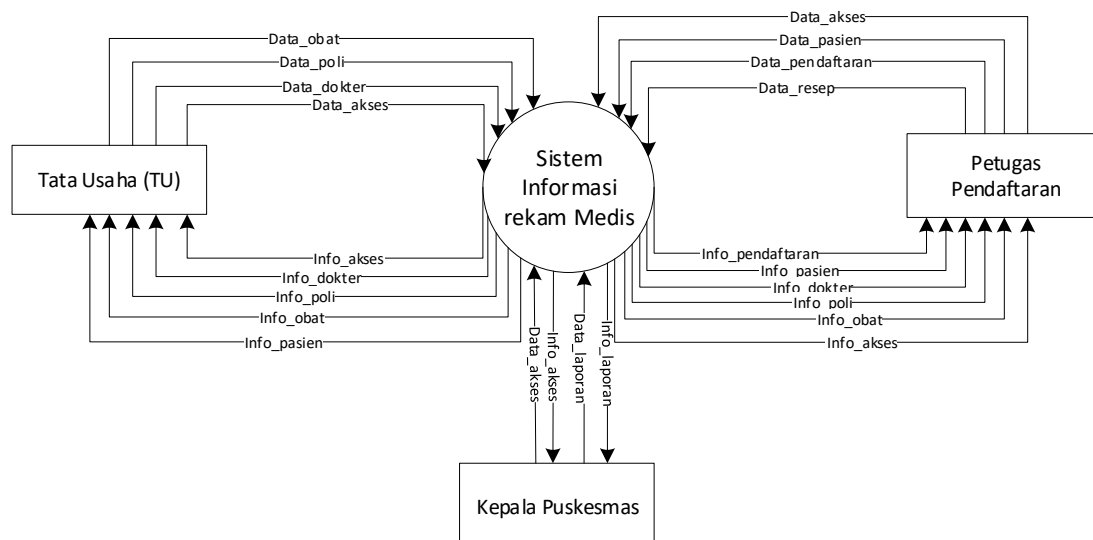 Data_obat
Data_poli
Data_dokter
Data_akses
Data_akses
Data_pasien
Data_pendaftaran
Data_resep
Tata Usaha (TU)
Sistem
Informasi
rekam Medis
Petugas
Pendaftaran
Info_akses
Info_dokter
Info_poli
Info_obat
Info_pasien
Info_pendaftaran
Info_pasien
Info_dokter
Info_poli
Info_obat
Info_akses
Data_akses
Info_akses
Data_laporan
Info_laporan
Kepala Puskesmas